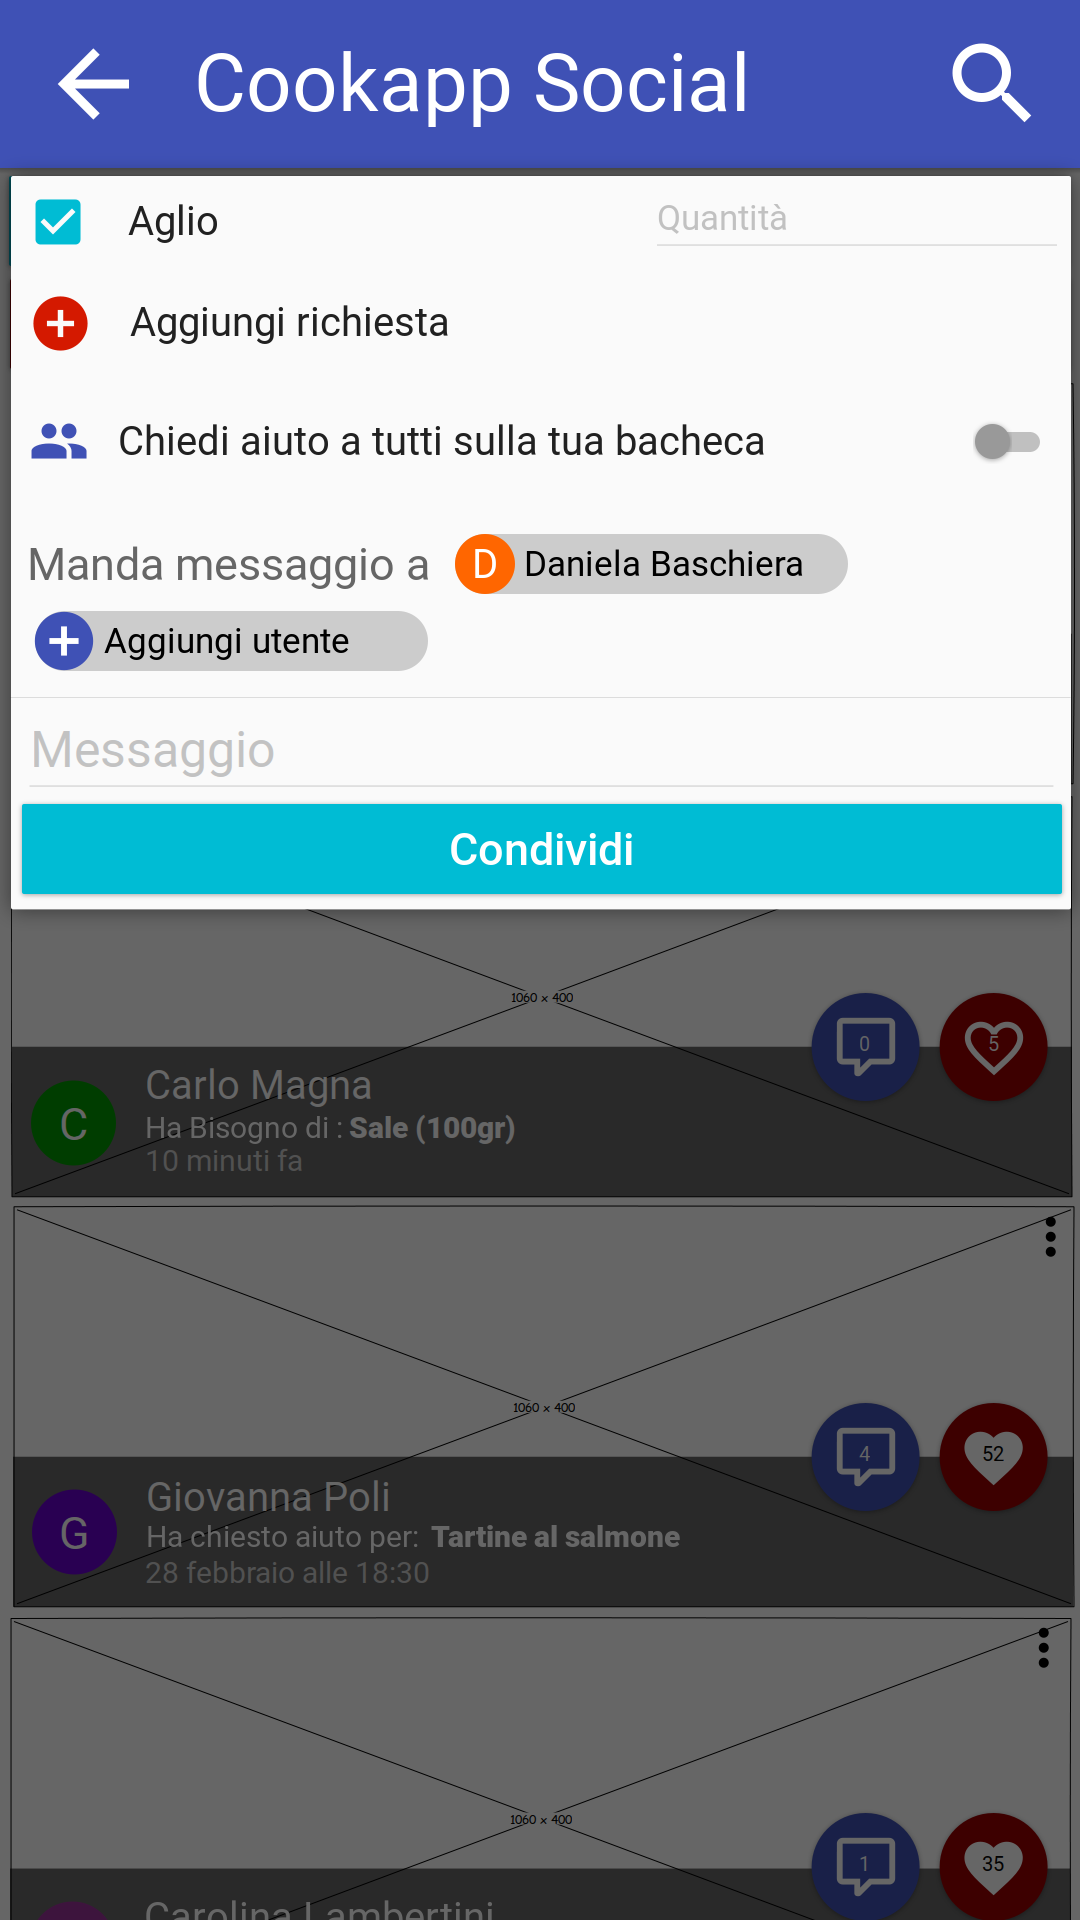 Cookapp Social
Aglio Quantità
Aggiungi richiesta
Chiedi aiuto a tutti sulla tua bacheca
Manda messaggio a D Daniela Baschiera
Aggiungi utente
Messaggio
Condividi
1060 x 400
0 5
C Carlo Magna
Ha Bisogno di : Sale (100gr)
10 minuti fa
1060 x 400
4 52
G Giovanna Poli
Ha chiesto aiuto per: Tartine al salmone
28 febbraio alle 18:30
1060 x 400
1 35
Carolina Lambertini